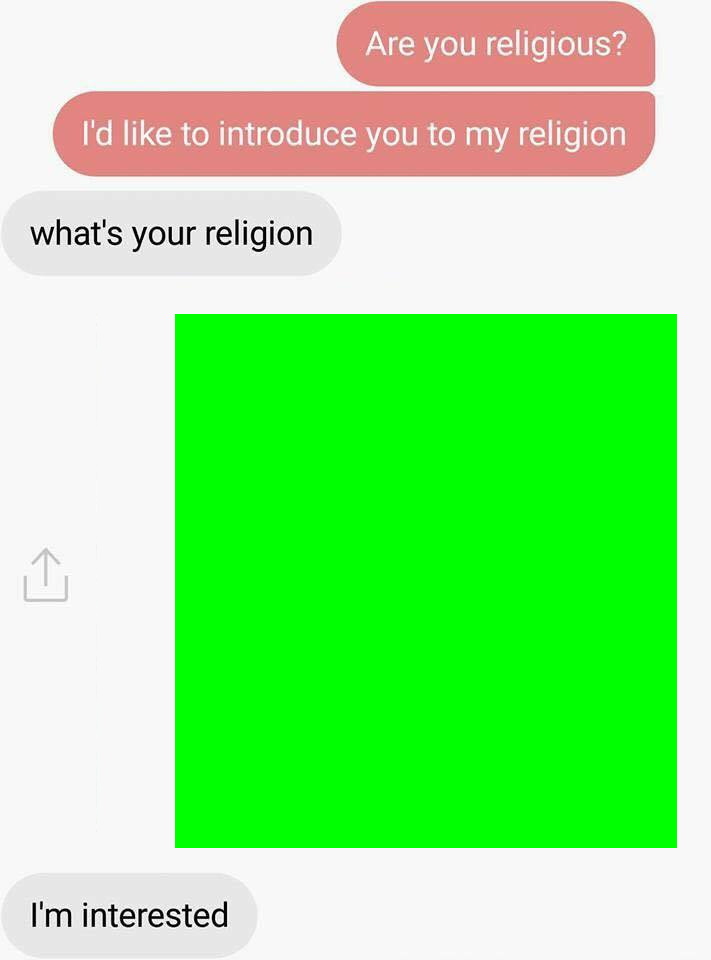 Are you religious?
I'd like to introduce you to my religion
what's your religion
I'm interested